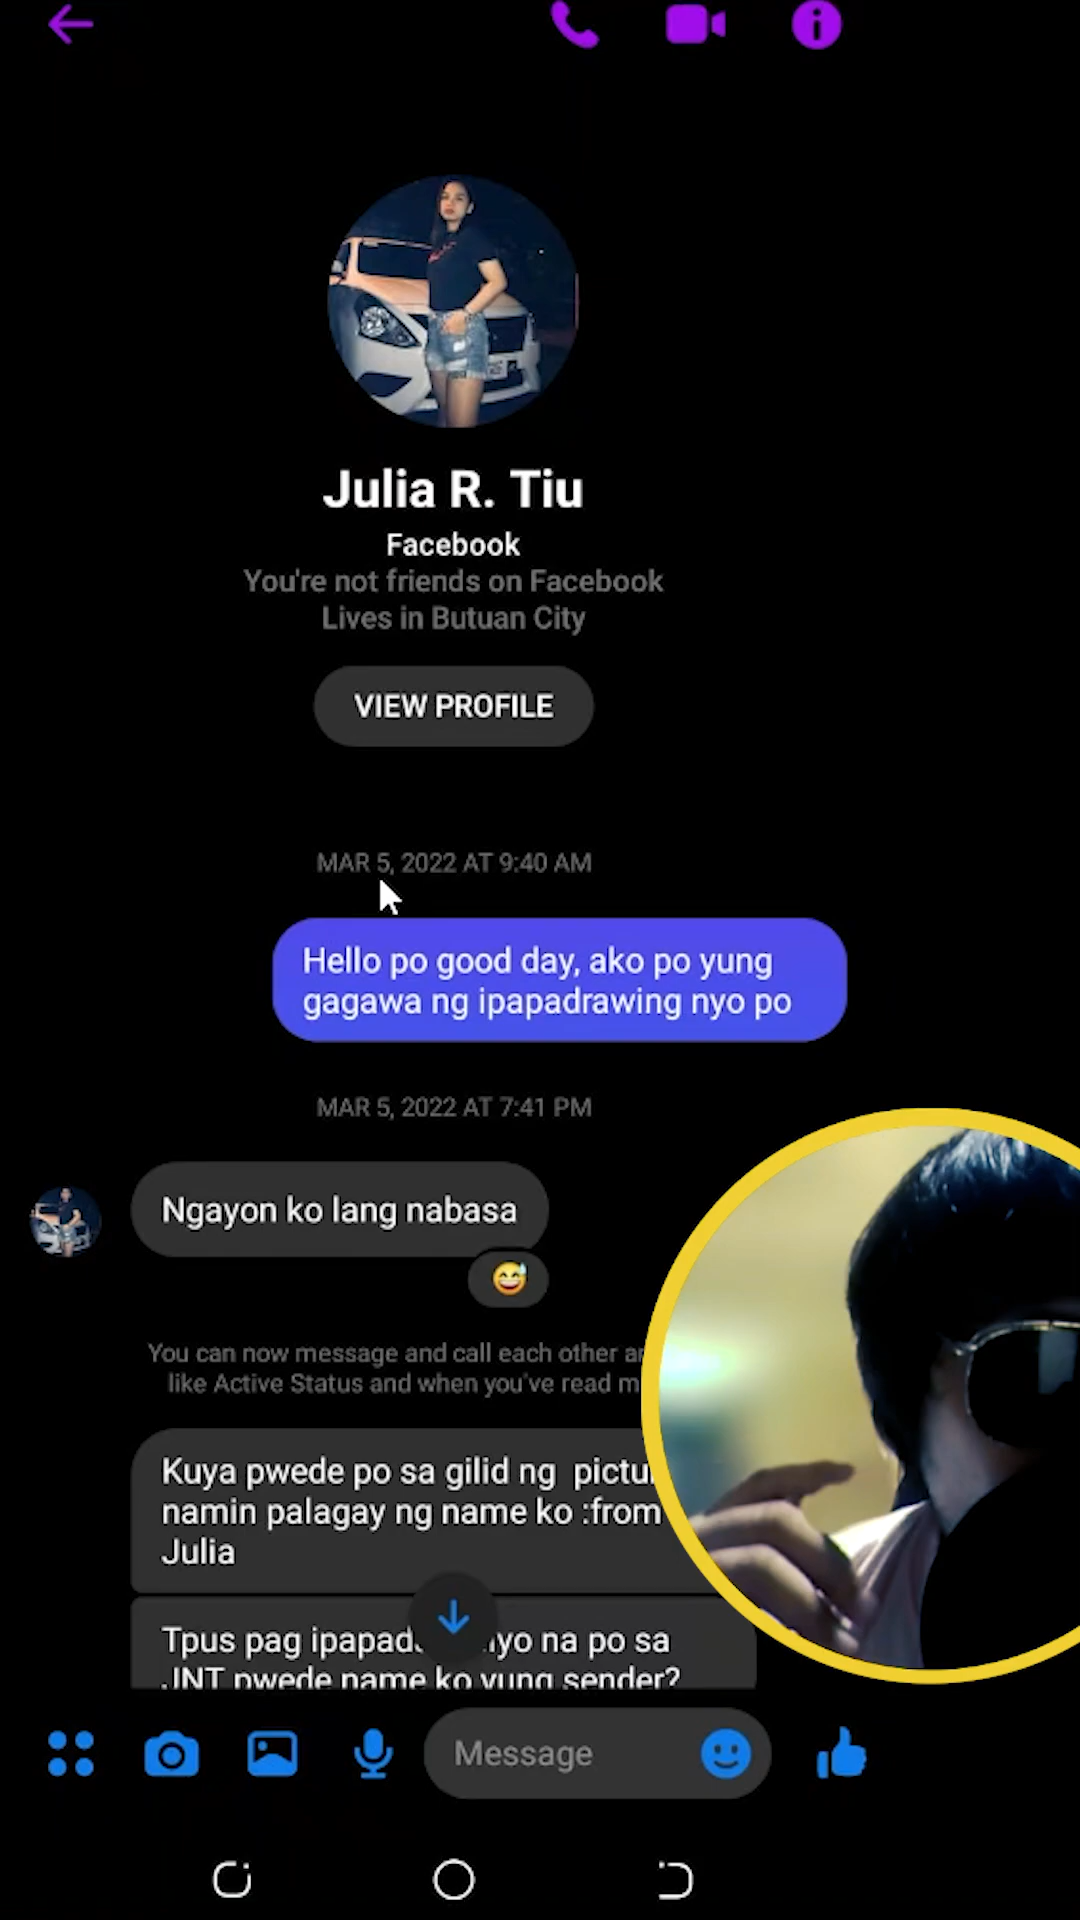 Julia R. Tiu
Facebook
You're not friends on Facebook
Lives in Butuan City
VIEW PROFILE
MAR 5, 2022 AT 9:40 AM
Hello po good day, ako po yung
gagawa ng ipapadrawing nyo po
MAR 5, 2022 AT 7:41 PM
Ngayon ko lang nabasa
You can now message and call each other
like Active Status and when you've read
Kuya pwede po sa gilid ng
namin palagay ng name ko :from
Julia
Tpus pag na po sa
JNT pwede name ko yung sender?
Message